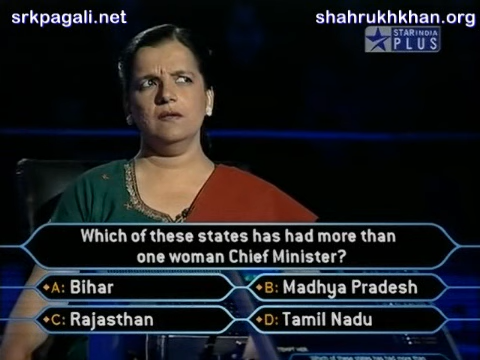 srkpagali.net
shahrukhkhan.org
STAR INDIA
PLUS
Which of these states has had more than
one woman Chief Minister?
A: Bihar
B: Madhya Pradesh
C: Rajasthan
D: Tamil Nadu